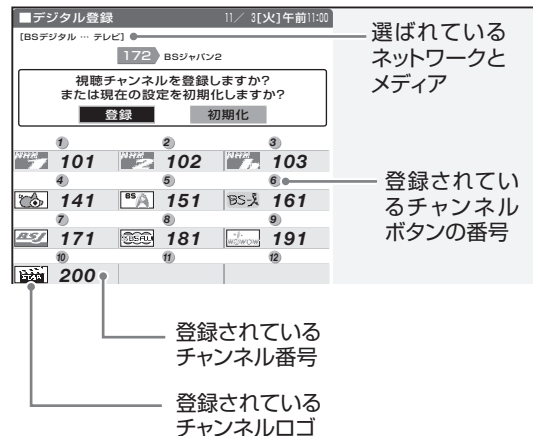 ■デジタル登録 11／ 3[火]午前11:00
[BSデジタル … テレビ]
172 BSジャパン2
視聴チャンネルを登録しますか?
または現在の設定を初期化しますか?
登録 初期化
① ② ③
101 102 103
④ ⑤ ⑥
141 BSA 151 BS-i 161
⑦ ⑧ ⑨
BSJ 171 181 WOWOW 191
⑩ ⑪ ⑫
STAR 200
選ばれている
ネットワークと
メディア
登録されてい
るチャンネル
ボタンの番号
登録されている
チャンネル番号
登録されている
チャンネルロゴ